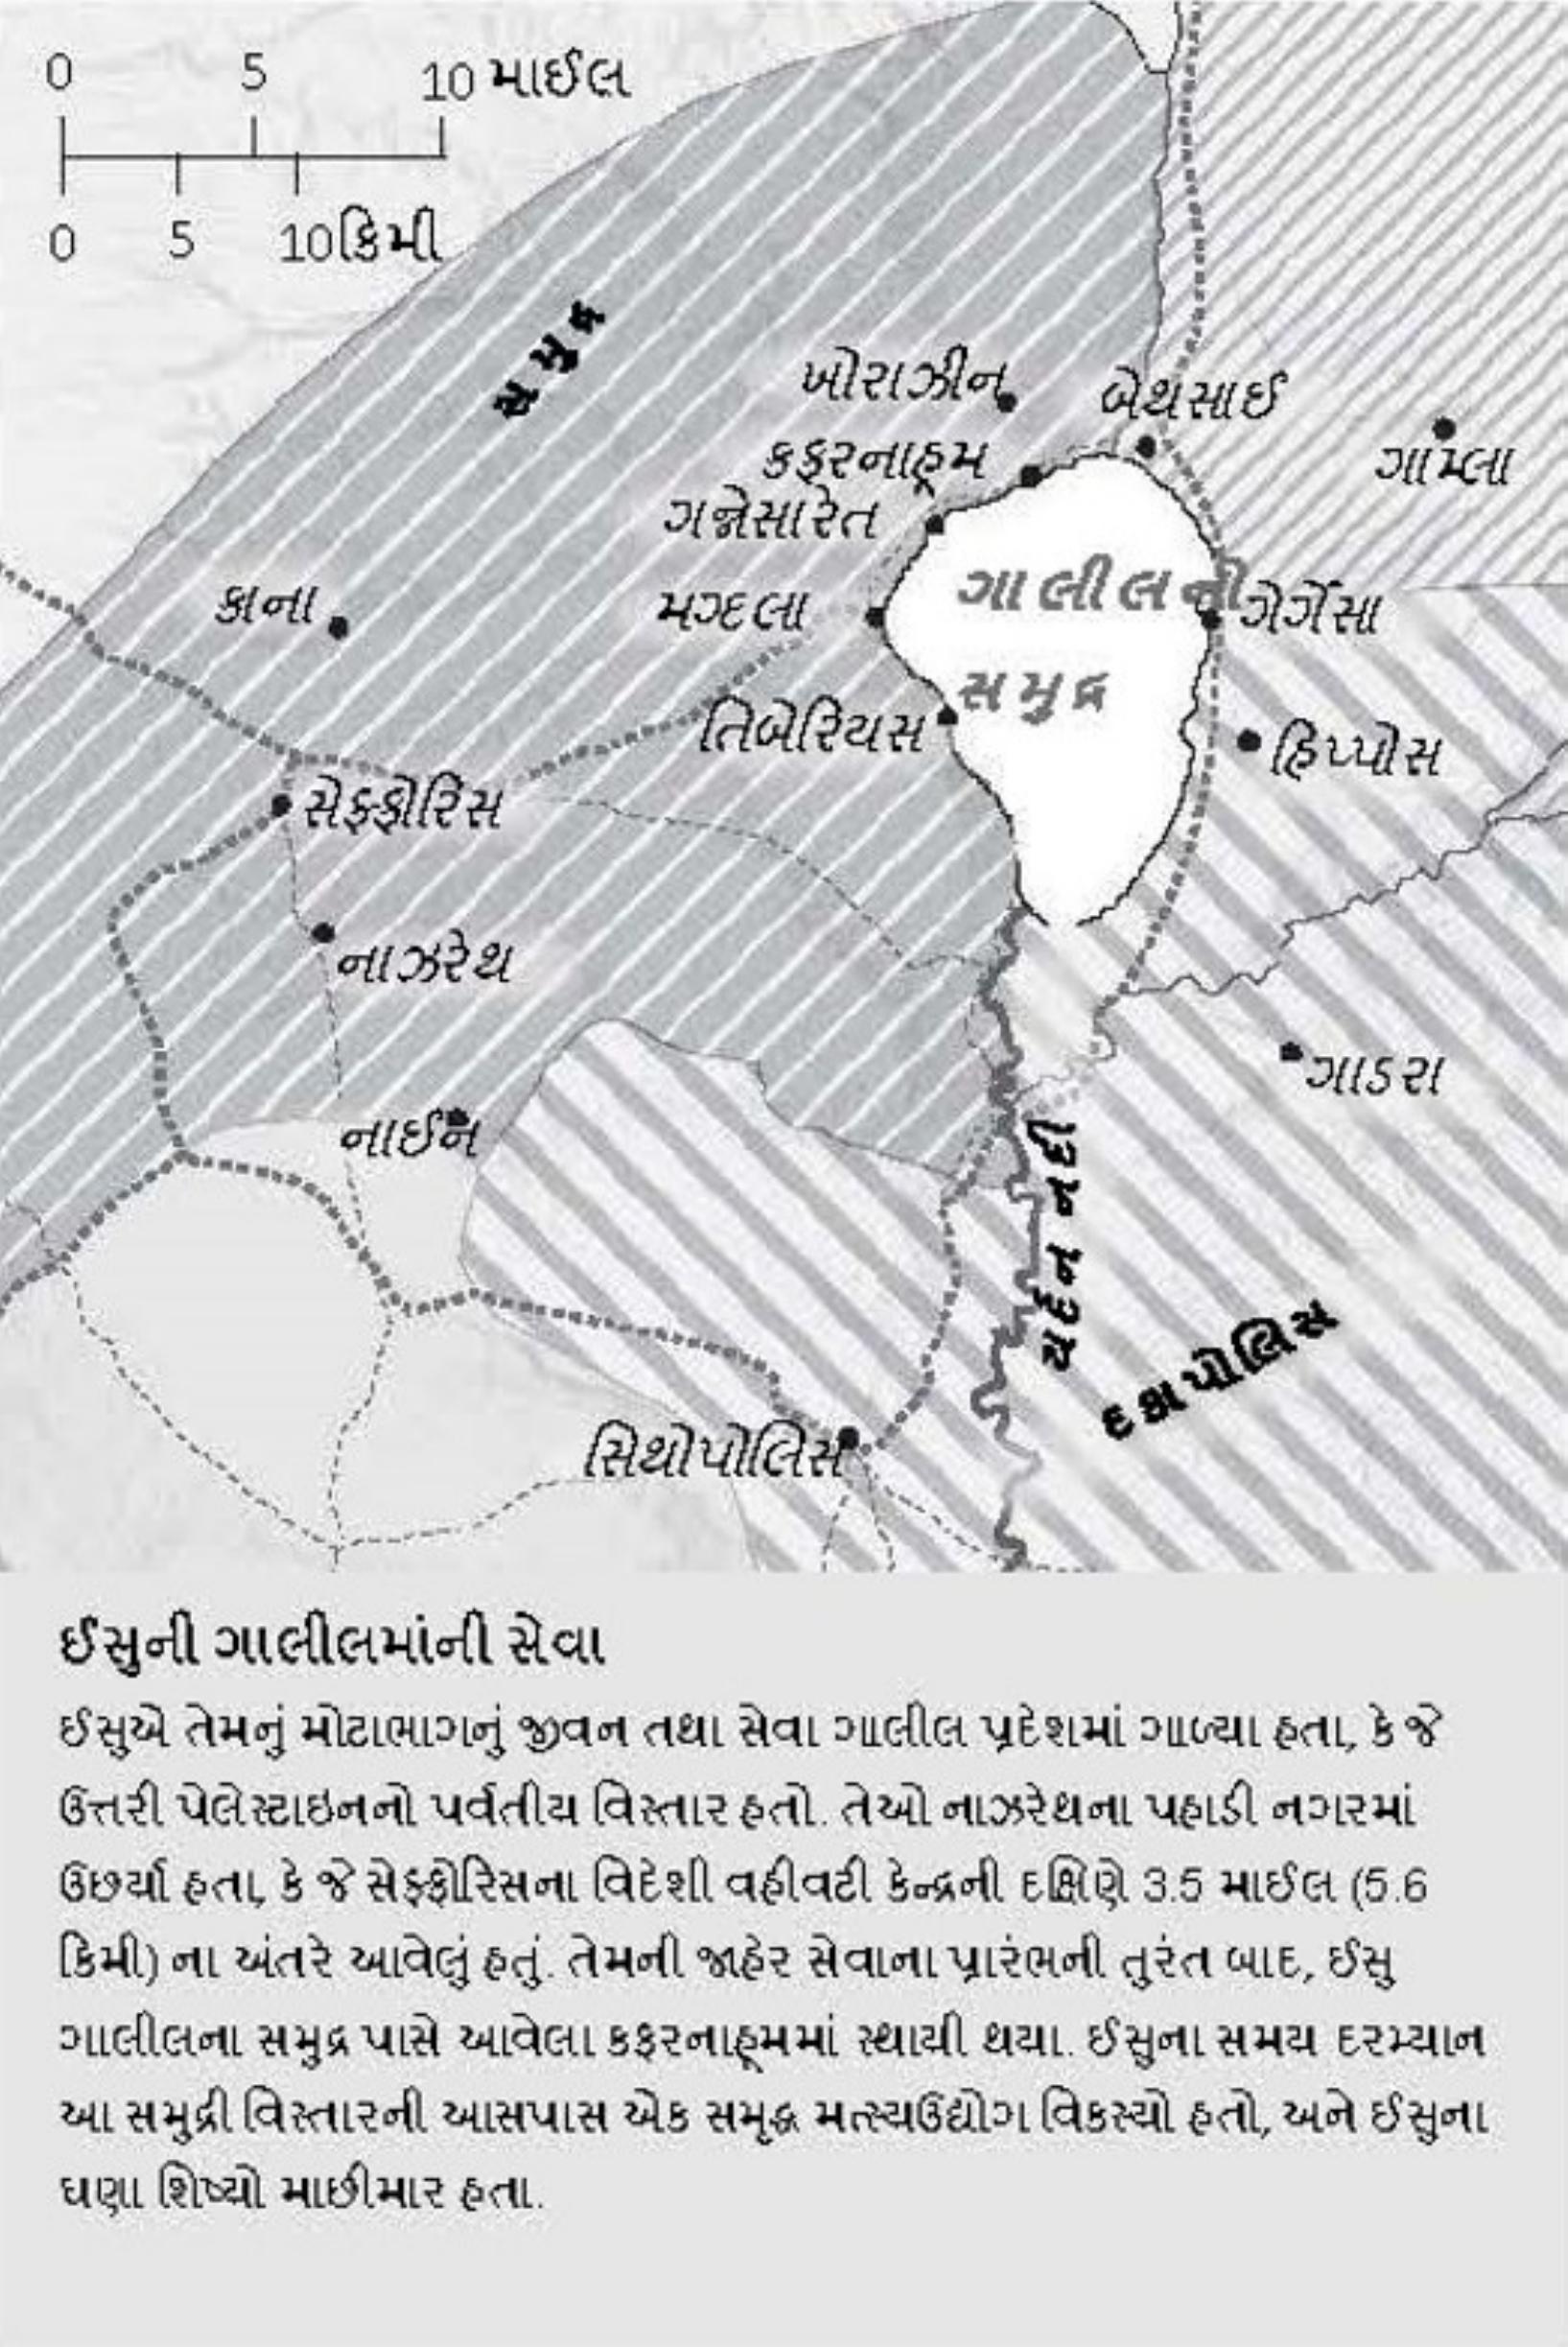 0 5 10 માઈલ
0 5 10કિમી
સમુદ્ર
ખોરાઝીન
બેથસાઈ
કફરનાહૂમ
ગામ્લા
ગન્નેસારેત
ગાલીલની
કાના
મગ્દલા
ગેર્ગેસા
સમુદ્ર
તિબેરિયસ
હિપ્પોસ
સેફ્ફોરિસ
નાઝરેથ
ગાડરા
નાઈન
યર્દન નદી
દકાપોલિસ
સિથોપોલિસ
ઈસુની ગાલીલમાંની સેવા
ઈસુએ તેમનું મોટાભાગનું જીવન તથા સેવા ગાલીલ પ્રદેશમાં ગાળ્યા હતા, કે જે
ઉત્તરી પેલેસ્ટાઇનનો પર્વતીય વિસ્તાર હતો. તેઓ નાઝરેથના પહાડી નગરમાં
ઉછર્યા હતા, કે જે સેફ્ફોરિસના વિદેશી વહીવટી કેન્દ્રની દક્ષિણે 3.5 માઈલ (5.6
કિમી) ના અંતરે આવેલું હતું. તેમની જાહેર સેવાના પ્રારંભની તુરંત બાદ, ઈસુ
ગાલીલના સમુદ્ર પાસે આવેલા કફરનાહૂમમાં સ્થાયી થયા. ઈસુના સમય દરમ્યાન
આ સમુદ્રી વિસ્તારની આસપાસ એક સમૃદ્ધ મત્સ્યઉદ્યોગ વિકસ્યો હતો, અને ઈસુના
ઘણા શિષ્યો માછીમાર હતા.